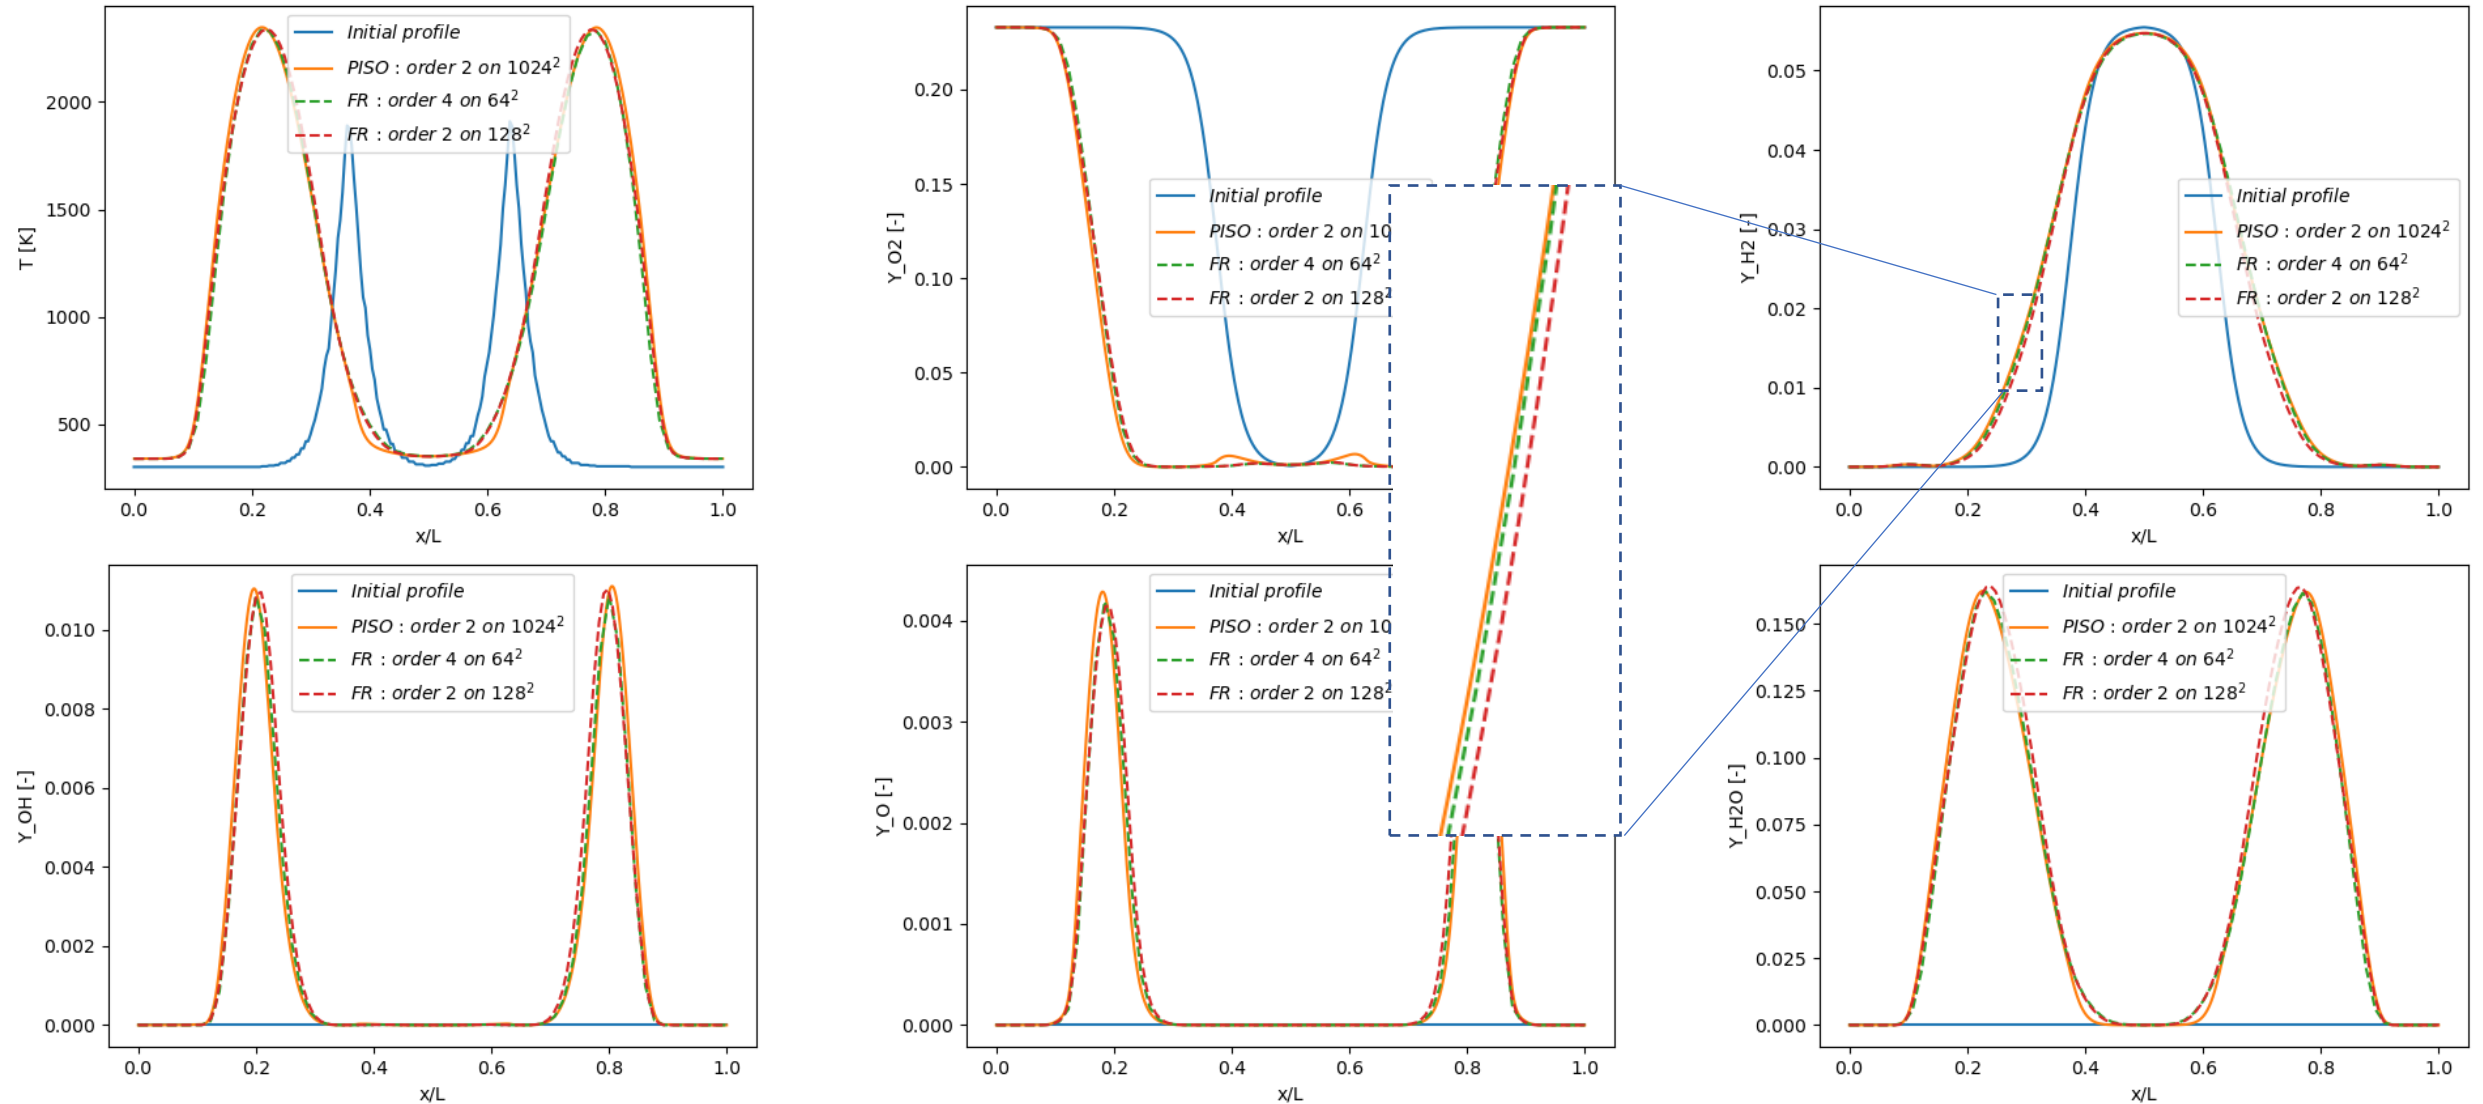 Initial profile
PISO : order 2 on 1024²
FR : order 4 on 64²
FR : order 2 on 128²
2000
1500
1000
500
T [K]
0.0 0.2 0.4 0.6 0.8 1.0
x/L
Initial profile
PISO : order 2 on 10
FR : order 4 on 64²
FR : order 2 on 128²
0.20
0.15
0.10
0.05
0.00
Y_O2 [-]
0.0 0.2 0.4 0.6
x/L
Initial profile
PISO : order 2 on 1024²
FR : order 4 on 64²
FR : order 2 on 128²
0.05
0.04
0.03
0.02
0.01
0.00
Y_H2 [-]
0.0 0.2 0.4 0.6 0.8 1.0
x/L
Initial profile
PISO : order 2 on 1024²
FR : order 4 on 64²
FR : order 2 on 128²
0.010
0.008
0.006
0.004
0.002
0.000
Y_OH [-]
0.0 0.2 0.4 0.6 0.8 1.0
x/L
Initial profile
PISO : order 2 on 10
FR : order 4 on 64²
FR : order 2 on 128²
0.004
0.003
0.002
0.001
0.000
Y_O [-]
0.0 0.2 0.4 0.6 0.8 1.0
x/L
Initial profile
PISO : order 2 on 1024²
FR : order 4 on 64²
FR : order 2 on 128²
0.150
0.125
0.100
0.075
0.050
0.025
0.000
Y_H2O [-]
0.0 0.2 0.4 0.6 0.8 1.0
x/L